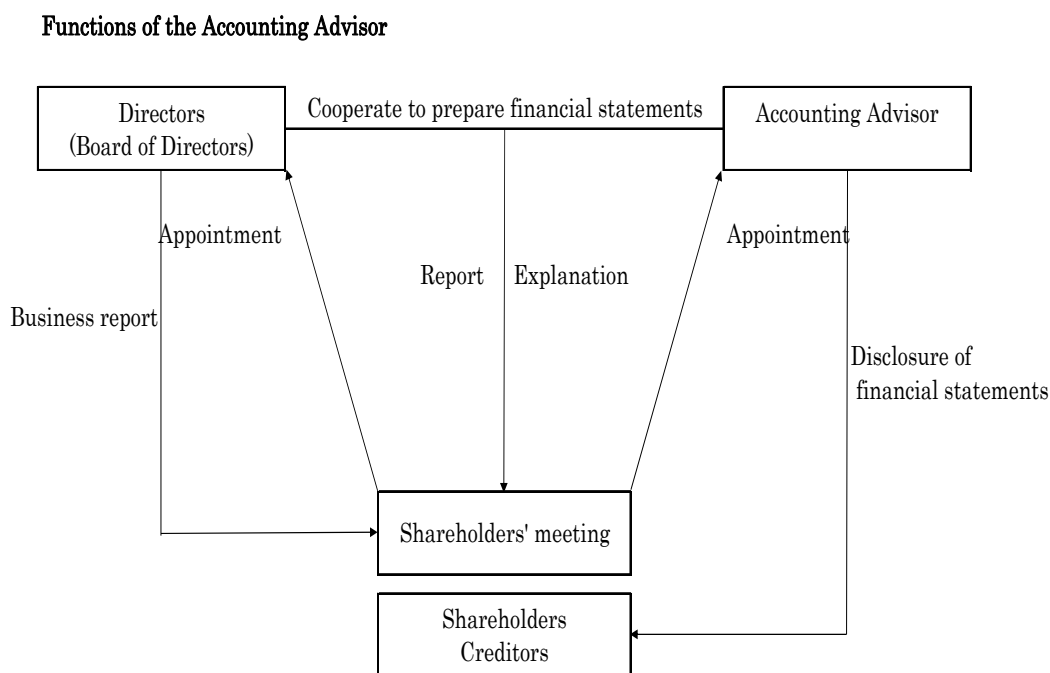 Functions of the Accounting Advisor
Directors
(Board of Directors)
Cooperate to prepare financial statements
Accounting Advisor
Appointment
Appointment
Report
Explanation
Business report
Disclosure of
financial statements
Shareholders' meeting
Shareholders
Creditors